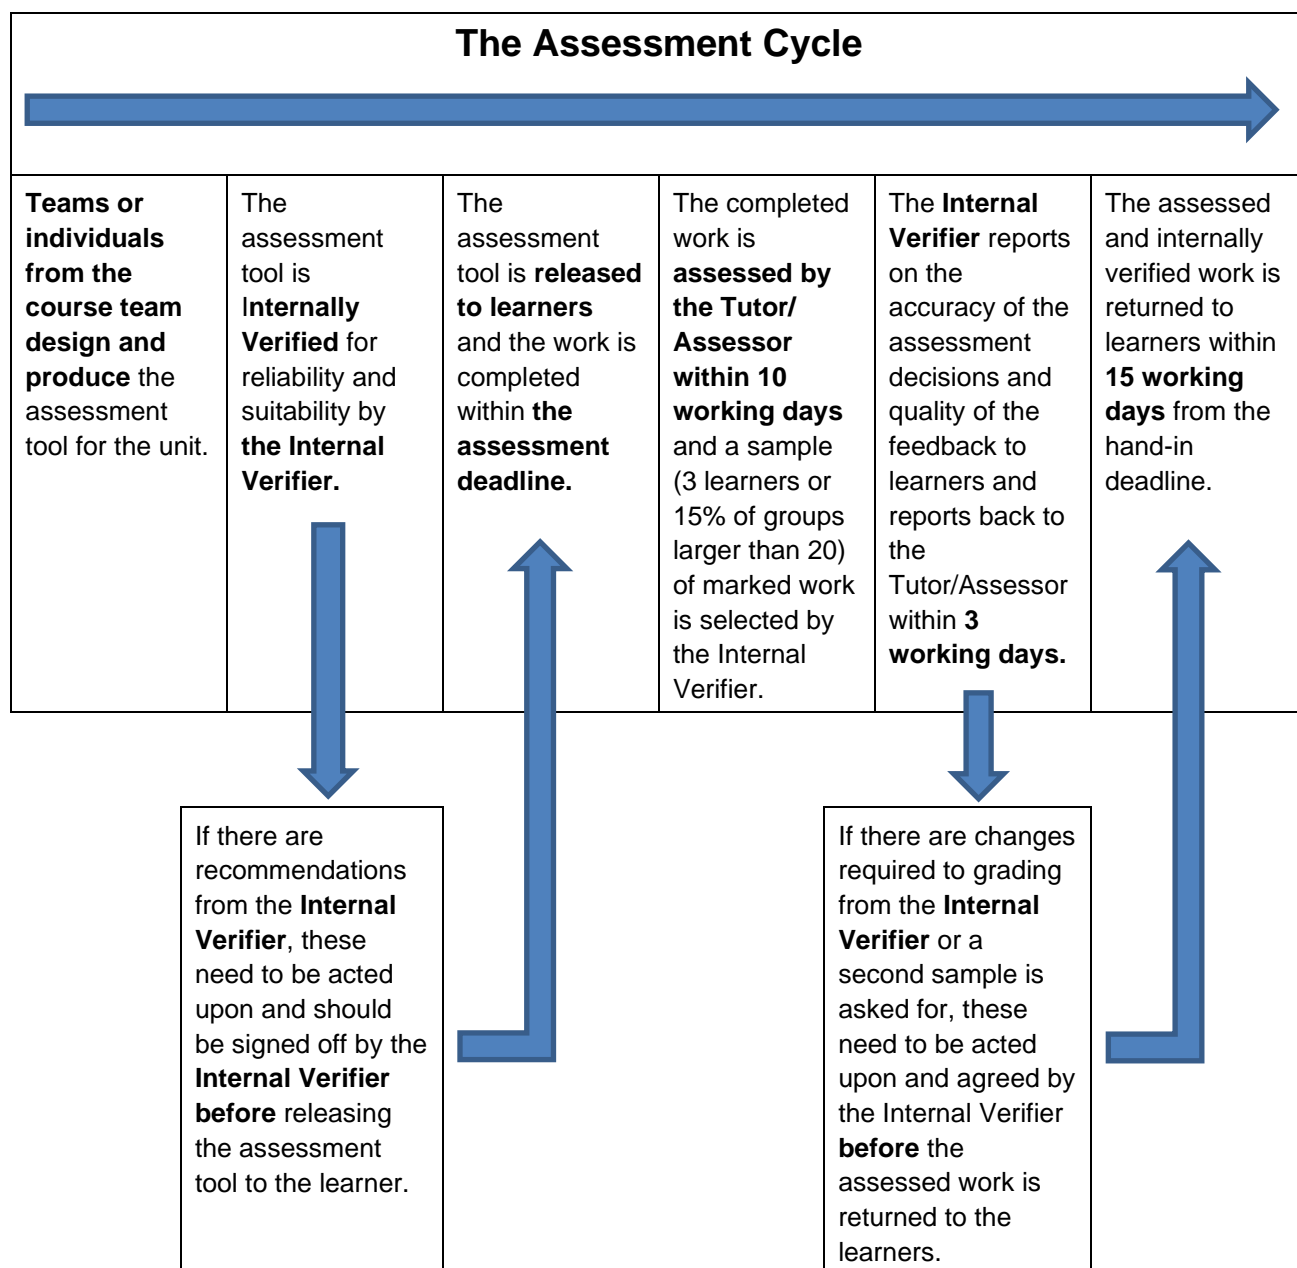 The Assessment Cycle
Teams or
individuals
from the
course team
design and
produce the
assessment
tool for the unit.
The
assessment
tool is
Internally
Verified for
reliability and
suitability by
the Internal
Verifier.
The
assessment
tool is released
to learners
and the work is
completed
within the
assessment
deadline.
The completed
work is
assessed by
the Tutor/
Assessor
within 10
working days
and a sample
(3 learners or
15% of groups
larger than 20)
of marked work
is selected by
the Internal
Verifier.
The Internal
Verifier reports
on the
accuracy of the
assessment
decisions and
quality of the
feedback to
learners and
reports back to
the
Tutor/Assessor
within 3
working days.
The assessed
and internally
verified work is
returned to
learners within
15 working
days from the
hand-in
deadline.
If there are
recommendations
from the Internal
Verifier, these
need to be acted
upon and should
be signed off by the
Internal Verifier
before releasing
the assessment
tool to the learner.
If there are changes
required to grading
from the Internal
Verifier or a
second sample is
asked for, these
need to be acted
upon and agreed by
the Internal Verifier
before the
assessed work is
returned to the
learners.